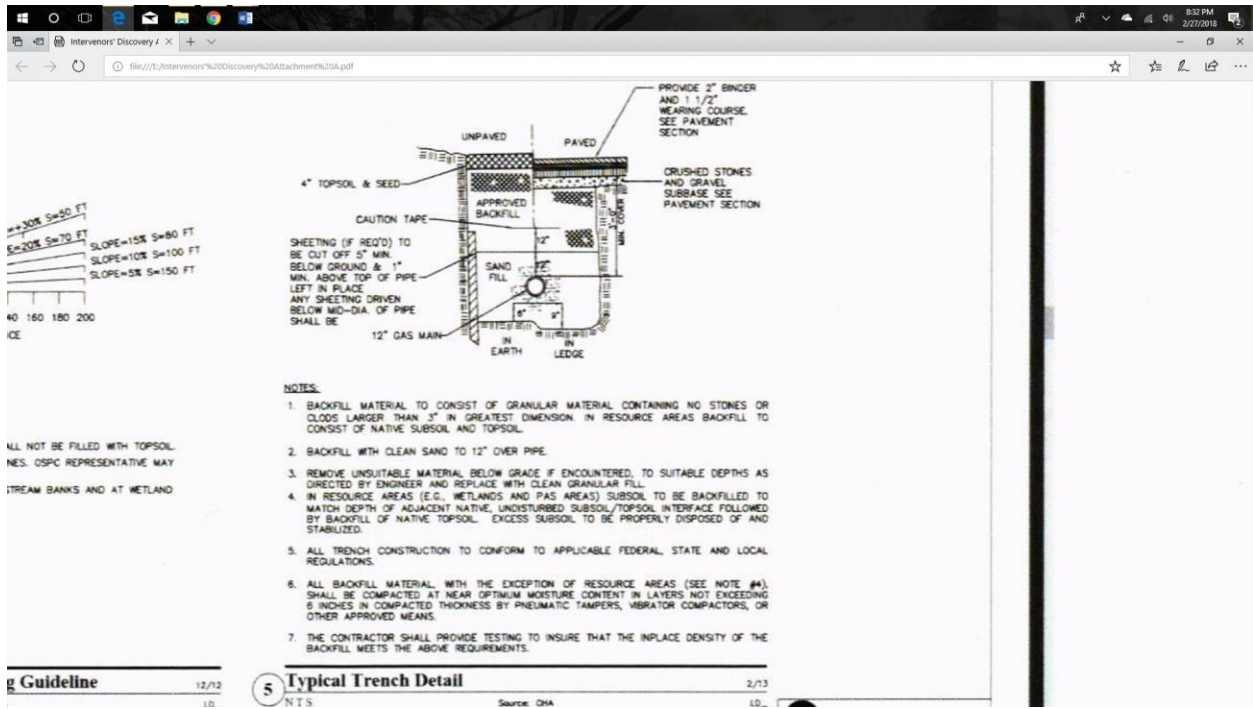 8:32 PM
2/27/2018
Intervenors' Discovery A
file:///E:/Intervenors'%20Discovery%20Attachment%20A.pdf
PROVIDE 2" BINDER
AND 1 1/2"
WEARING COURSE,
SEE PAVEMENT
SECTION
UNPAVED
PAVED
CRUSHED STONES
AND GRAVEL
SUBBASE SEE
PAVEMENT SECTION
4" TOPSOIL & SEED
APPROVED
BACKFILL
CAUTION TAPE
3'-0"
MIN. COVER
12"
SHEETING (IF REQ'D) TO
BE CUT OFF 5" MIN.
BELOW GROUND & 1"
MIN. ABOVE TOP OF PIPE
LEFT IN PLACE
ANY SHEETING DRIVEN
BELOW MID-DIA. OF PIPE
SHALL BE
SAND
FILL
12"
12" GAS MAIN
6"
9"
IN
EARTH
IN
LEDGE
=+30% S=50 FT
E=20% S=70 FT
SLOPE=15% S=80 FT
SLOPE=10% S=100 FT
SLOPE=5% S=150 FT
40 160 180 200
CE
ALL NOT BE FILLED WITH TOPSOIL.
NES. OSPC REPRESENTATIVE MAY
STREAM BANKS AND AT WETLAND
NOTES:
1. BACKFILL MATERIAL TO CONSIST OF GRANULAR MATERIAL CONTAINING NO STONES OR
CLODS LARGER THAN 3" IN GREATEST DIMENSION. IN RESOURCE AREAS BACKFILL TO
CONSIST OF NATIVE SUBSOIL AND TOPSOIL.
2. BACKFILL WITH CLEAN SAND TO 12" OVER PIPE.
3. REMOVE UNSUITABLE MATERIAL BELOW GRADE IF ENCOUNTERED, TO SUITABLE DEPTHS AS
DIRECTED BY ENGINEER AND REPLACE WITH CLEAN GRANULAR FILL.
4. IN RESOURCE AREAS (E.G., WETLANDS AND PAS AREAS) SUBSOIL TO BE BACKFILLED TO
MATCH DEPTH OF ADJACENT NATIVE, UNDISTURBED SUBSOIL/TOPSOIL INTERFACE FOLLOWED
BY BACKFILL OF NATIVE TOPSOIL. EXCESS SUBSOIL TO BE PROPERLY DISPOSED OF AND
STABILIZED.
5. ALL TRENCH CONSTRUCTION TO CONFORM TO APPLICABLE FEDERAL, STATE AND LOCAL
REGULATIONS.
6. ALL BACKFILL MATERIAL, WITH THE EXCEPTION OF RESOURCE AREAS (SEE NOTE #4),
SHALL BE COMPACTED AT NEAR OPTIMUM MOISTURE CONTENT IN LAYERS NOT EXCEEDING
6 INCHES IN COMPACTED THICKNESS BY PNEUMATIC TAMPERS, VIBRATOR COMPACTORS, OR
OTHER APPROVED MEANS.
7. THE CONTRACTOR SHALL PROVIDE TESTING TO INSURE THAT THE INPLACE DENSITY OF THE
BACKFILL MEETS THE ABOVE REQUIREMENTS.
g Guideline 12/12
5 Typical Trench Detail 2/13
N T S Source: CHA